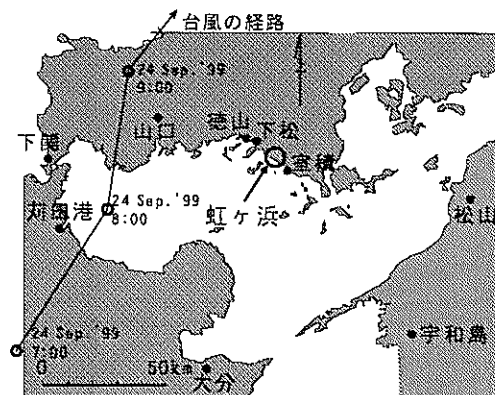 台風の経路
24 Sep.'99
9:00
下関
山口
徳山
下松
室積
苅田港
24 Sep.'99
8:00
虹ヶ浜
松山
24 Sep.'99
7:00
宇和島
0
50km
大分